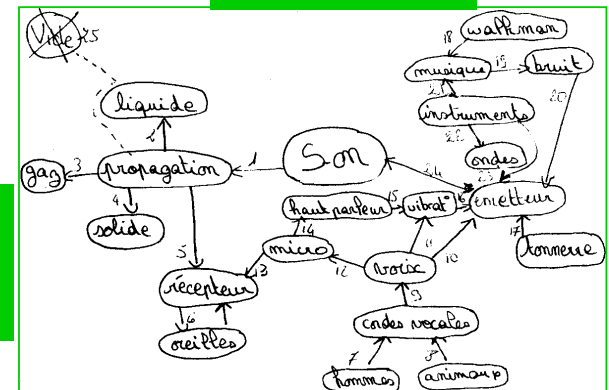 Vide 25
walkman
18
musique 19 bruit
liquide
21
20
instruments
2
22
ondes
Son
gaz 3 propagation 1
24
23
émetteur
4
haut parleur 15 vibrat° 16
solide
14
17
tonnerre
5
micro
11
10
13
12
voix
récepteur
9
6
cordes vocales
oreilles
7
8
hommes
animaux